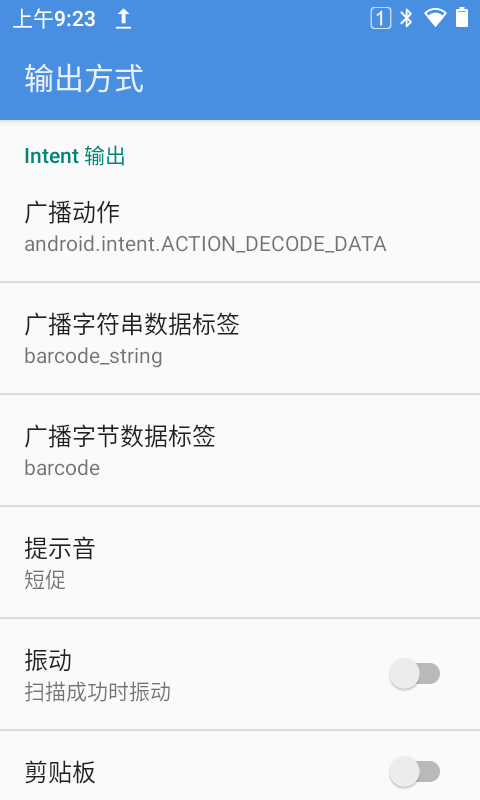 上午9:23
1
输出方式
Intent 输出
广播动作
android.intent.ACTION_DECODE_DATA
广播字符串数据标签
barcode_string
广播字节数据标签
barcode
提示音
短促
振动
扫描成功时振动
剪贴板